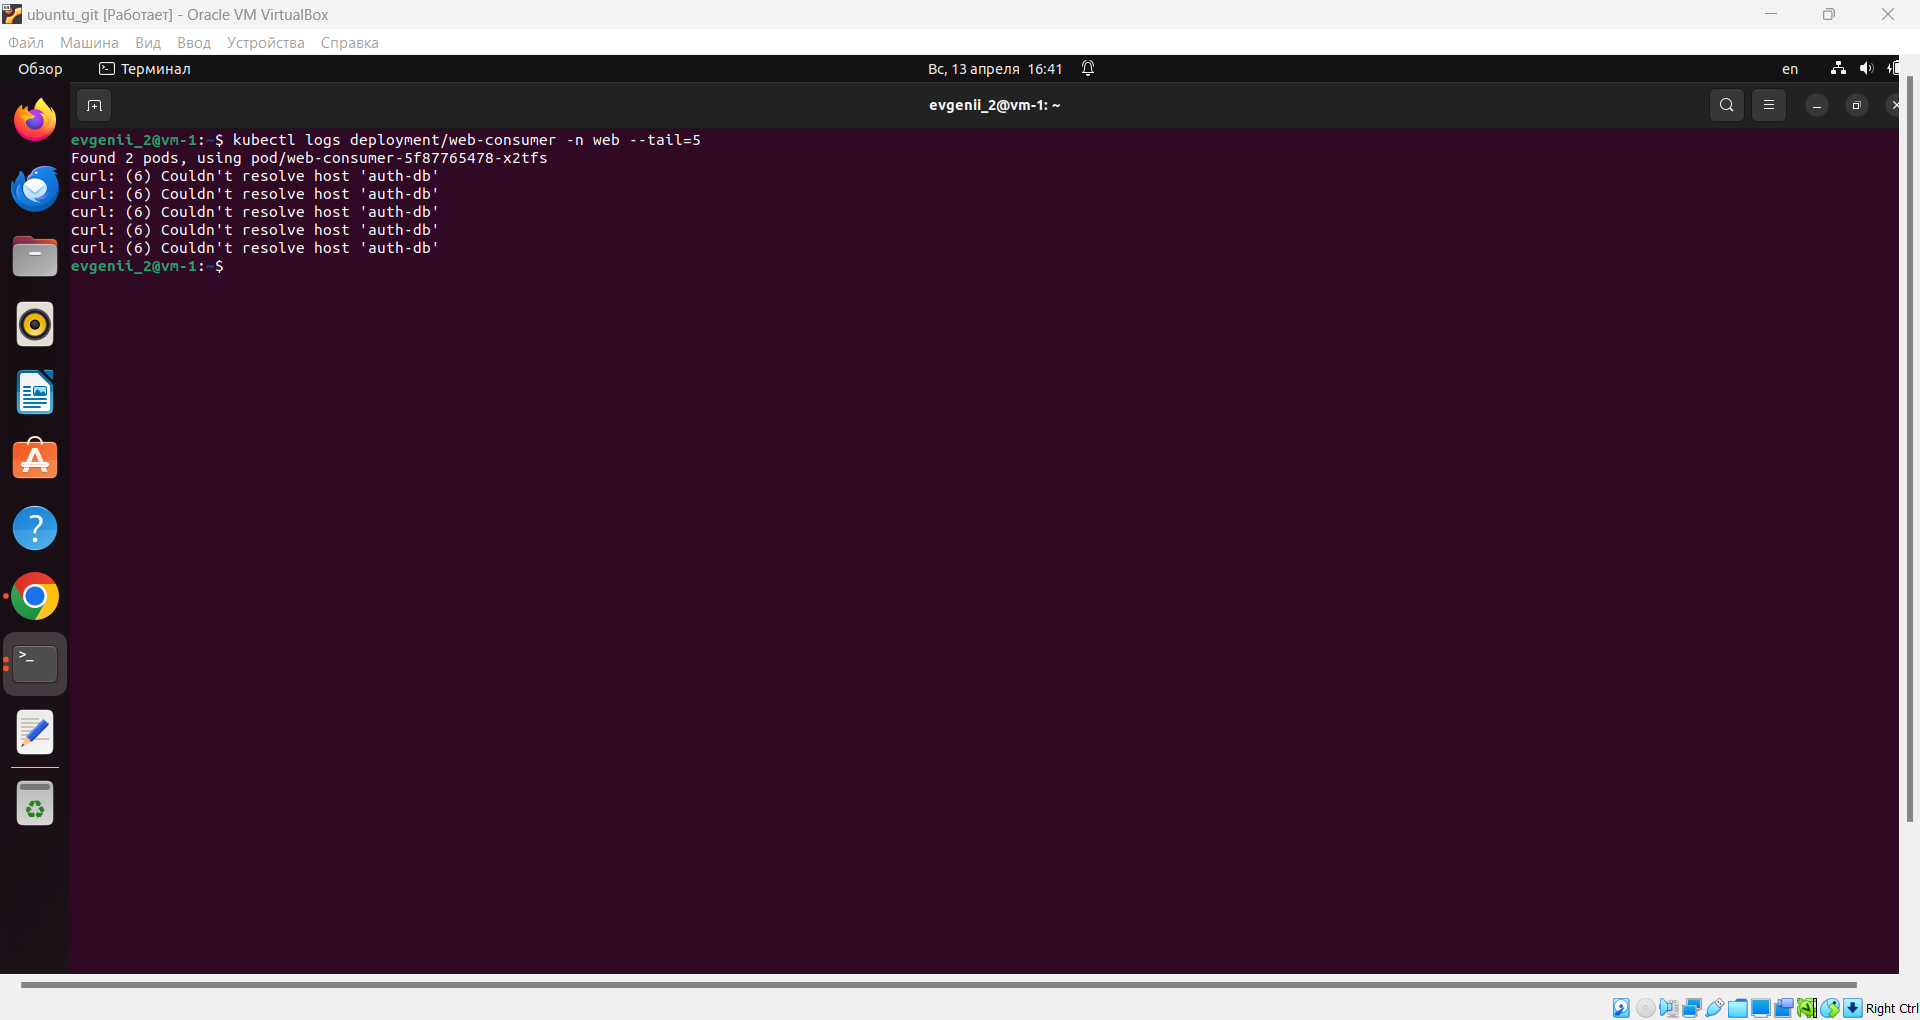 ubuntu_git [Работает] - Oracle VM VirtualBox
Файл Машина Вид Ввод Устройства Справка
Обзор Терминал Вс, 13 апреля 16:41 en
evgenii_2@vm-1: ~
evgenii_2@vm-1:~$ kubectl logs deployment/web-consumer -n web --tail=5
Found 2 pods, using pod/web-consumer-5f87765478-x2tfs
curl: (6) Couldn't resolve host 'auth-db'
curl: (6) Couldn't resolve host 'auth-db'
curl: (6) Couldn't resolve host 'auth-db'
curl: (6) Couldn't resolve host 'auth-db'
curl: (6) Couldn't resolve host 'auth-db'
evgenii_2@vm-1:~$
Right Ctrl